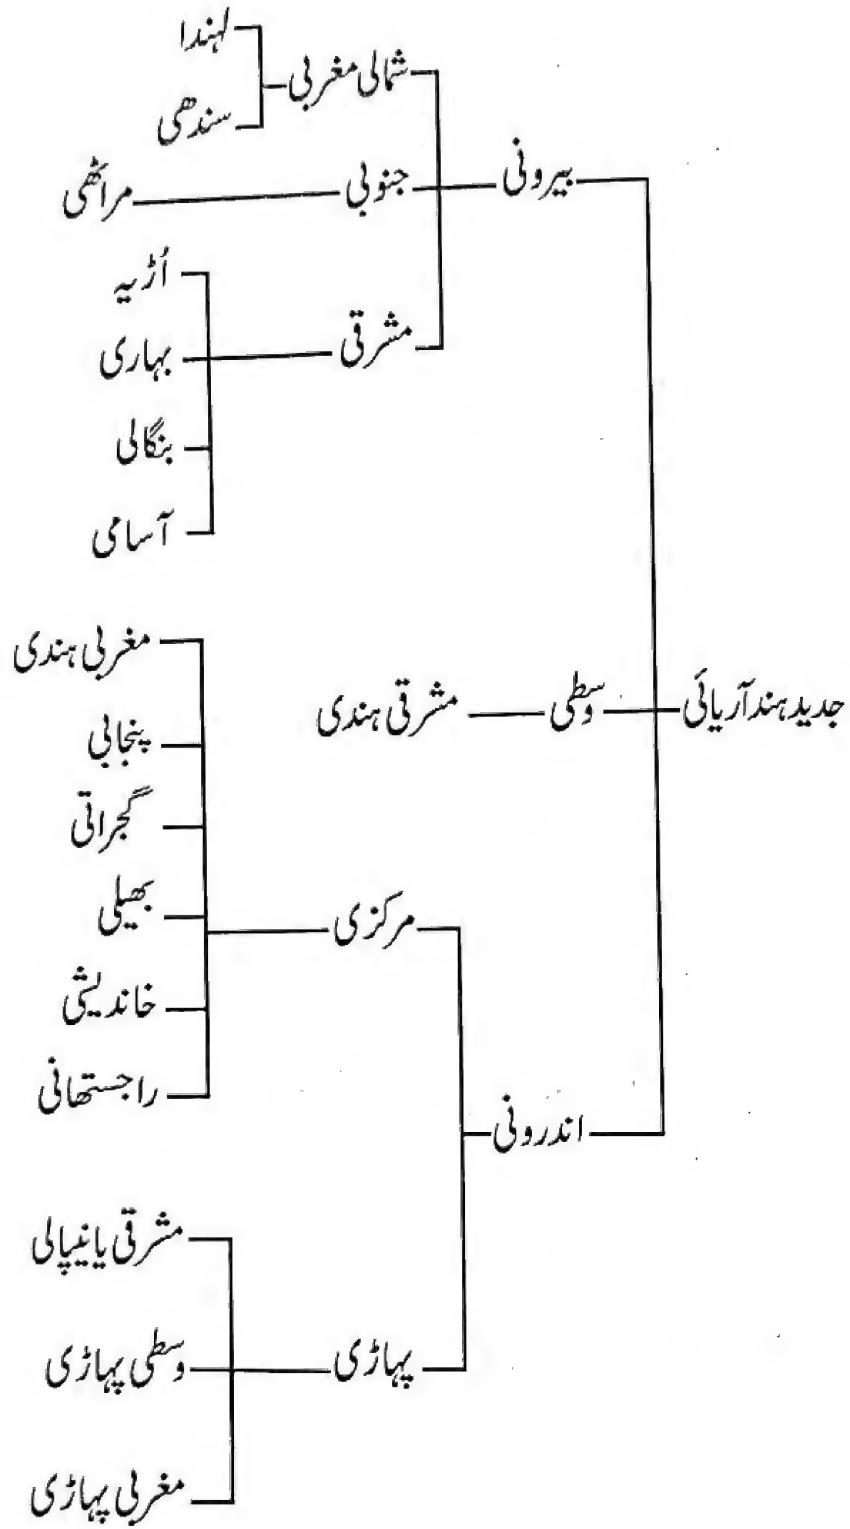 لہندا
شمالی مغربی
سندھی
بیرونی
جنوبی
مراٹھی
اُڑیہ
مشرقی
بہاری
بنگالی
آسامی
مغربی ہندی
جدید ہند آریائی
وسطی
مشرقی ہندی
پنجابی
گجراتی
بھیلی
مرکزی
خاندیشی
راجستھانی
اندرونی
مشرقی یا نیپالی
پہاڑی
وسطی پہاڑی
مغربی پہاڑی